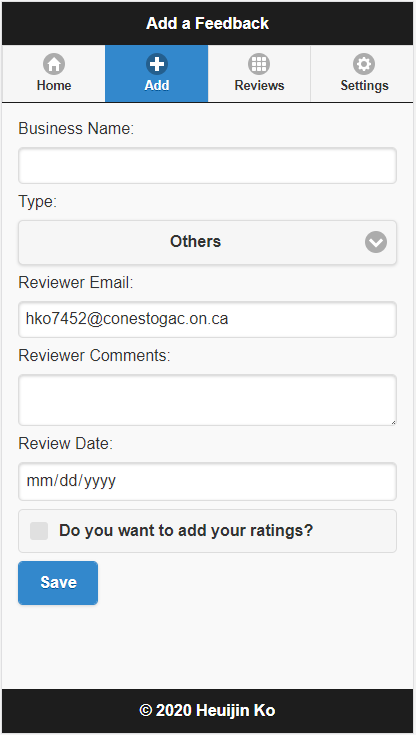 Add a Feedback
Home Add Reviews Settings
Business Name:
Type:
Others
Reviewer Email:
hko7452@conestogac.on.ca
Reviewer Comments:
Review Date:
mm/dd/yyyy
Do you want to add your ratings?
Save
© 2020 Heuijin Ko